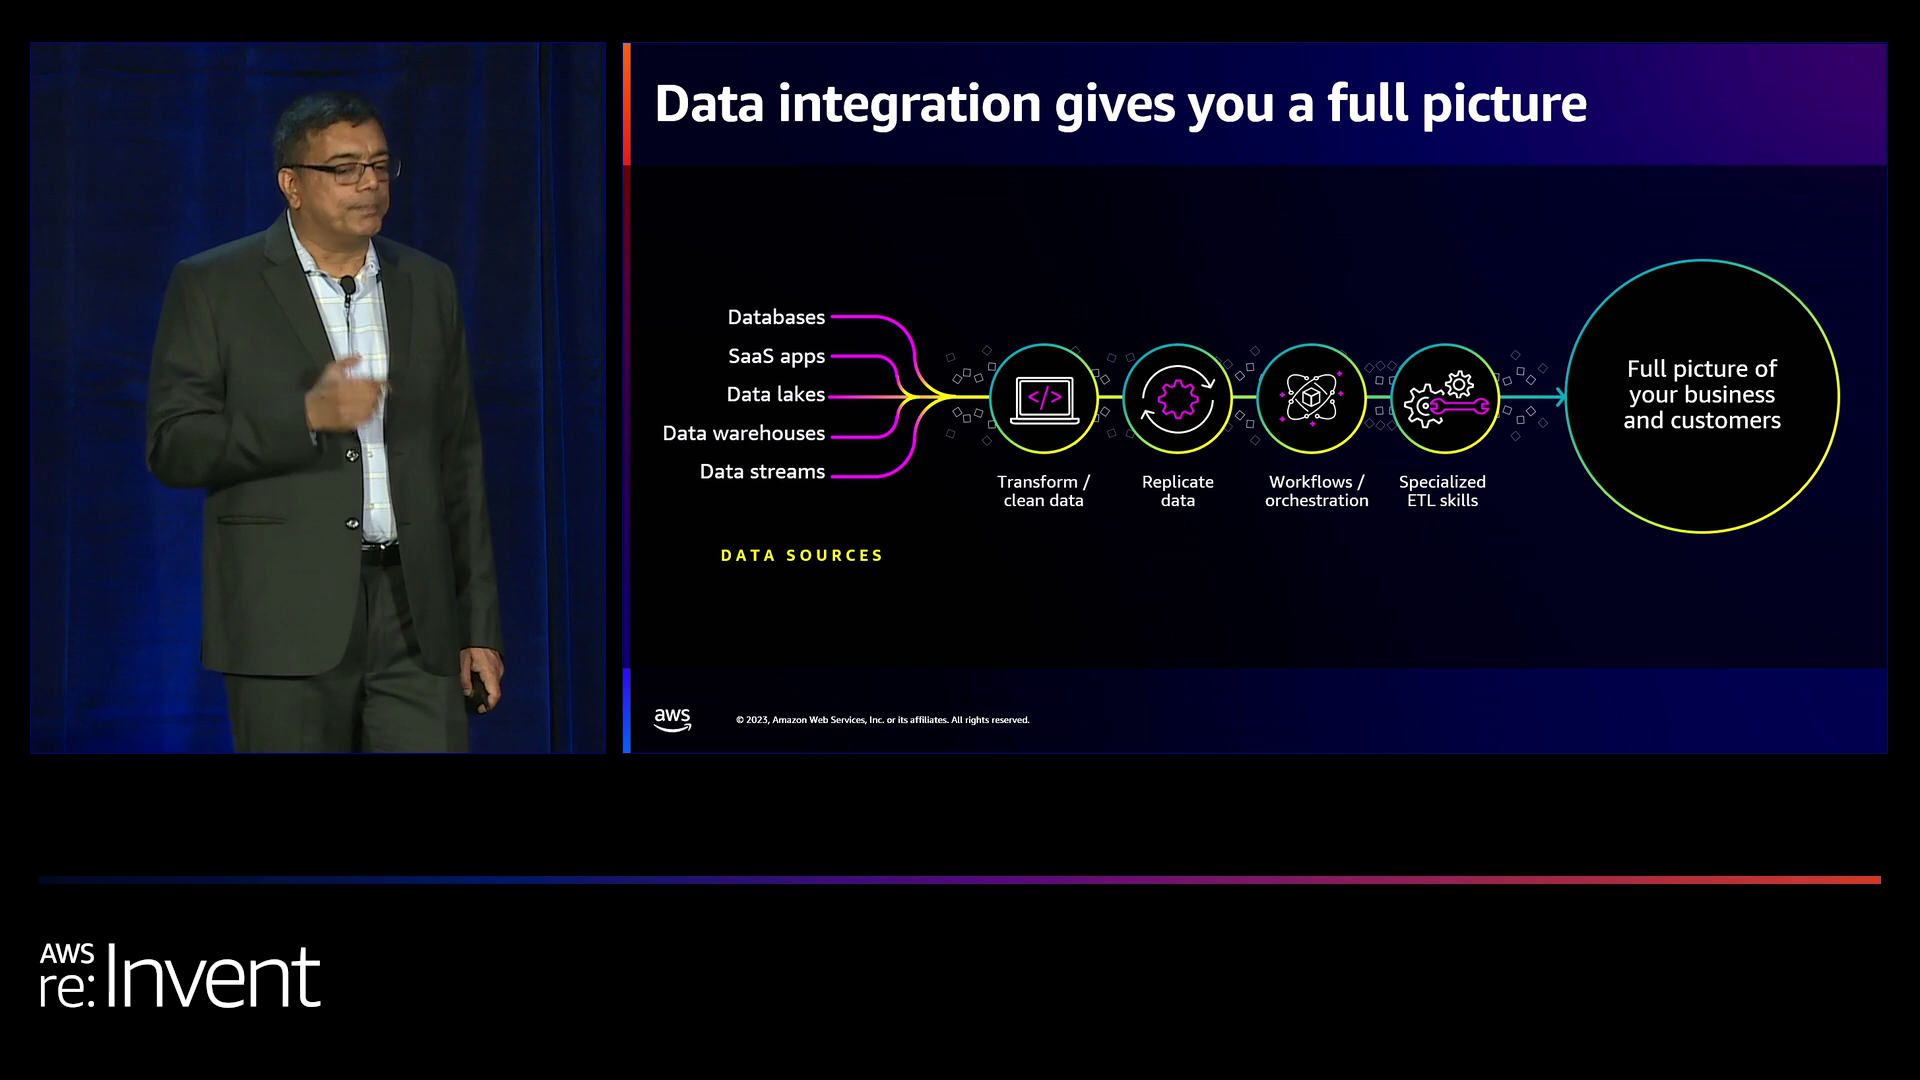 Data integration gives you a full picture
Databases
SaaS apps
Data lakes
Data warehouses
Data streams
DATA SOURCES
</>
Transform /
clean data
Replicate
data
Workflows /
orchestration
Specialized
ETL skills
Full picture of
your business
and customers
aws
© 2023, Amazon Web Services, Inc. or its affiliates. All rights reserved.
AWS
re:Invent